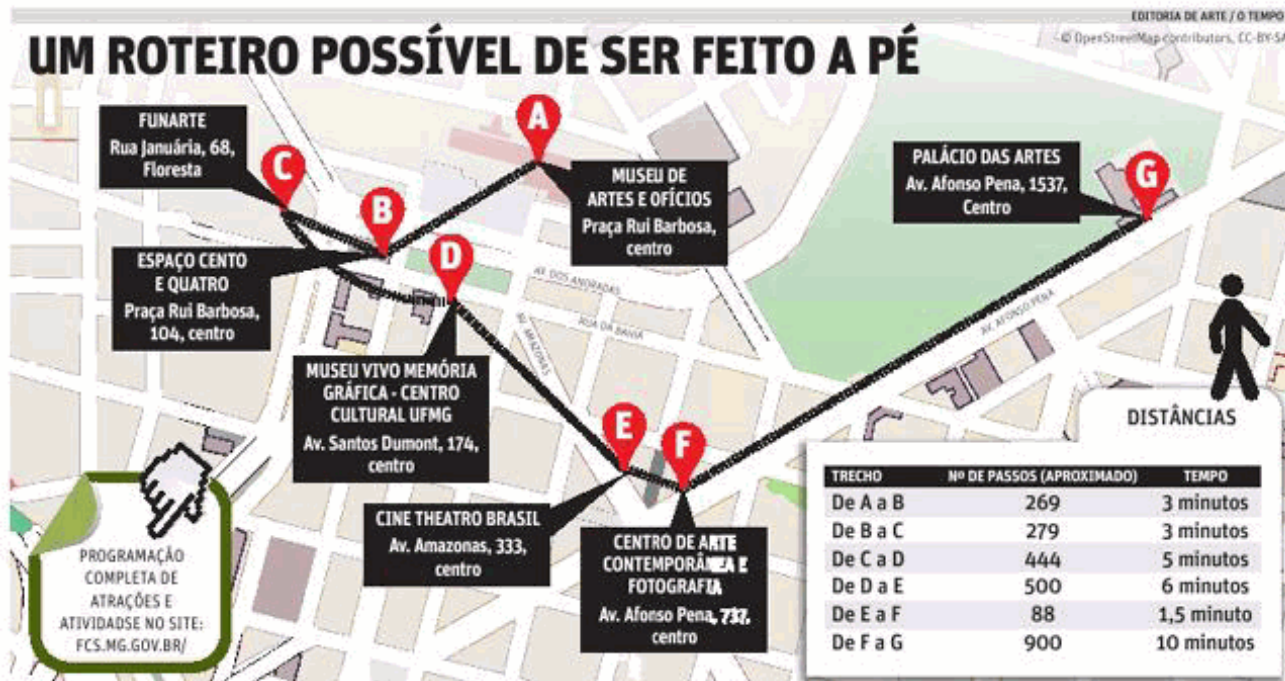 EDITORIA DE ARTE / O TEMPO
© OpenStreetMap contributors, CC-BY-SA
UM ROTEIRO POSSÍVEL DE SER FEITO A PÉ
FUNARTE
Rua Januária, 68,
Floresta
C
B
A
D
MUSEU DE
ARTES E OFÍCIOS
Praça Rui Barbosa,
centro
PALÁCIO DAS ARTES
Av. Afonso Pena, 1537,
Centro
G
ESPAÇO CENTO
E QUATRO
Praça Rui Barbosa,
104, centro
AV. DOS ANDRADAS
RUA DA BAHIA
AV. AMAZONAS
AV. AFONSO PENA
MUSEU VIVO MEMÓRIA
GRÁFICA - CENTRO
CULTURAL UFMG
Av. Santos Dumont, 174,
centro
E
F
CINE THEATRO BRASIL
Av. Amazonas, 333,
centro
CENTRO DE ARTE
CONTEMPORÂNEA E
FOTOGRAFIA
Av. Afonso Pena, 737,
centro
PROGRAMAÇÃO
COMPLETA DE
ATRAÇÕES E
ATIVIDADSE NO SITE:
FCS.MG.GOV.BR/
DISTÂNCIAS
TRECHO Nº DE PASSOS (APROXIMADO) TEMPO
De A a B 269 3 minutos
De B a C 279 3 minutos
De C a D 444 5 minutos
De D a E 500 6 minutos
De E a F 88 1,5 minuto
De F a G 900 10 minutos